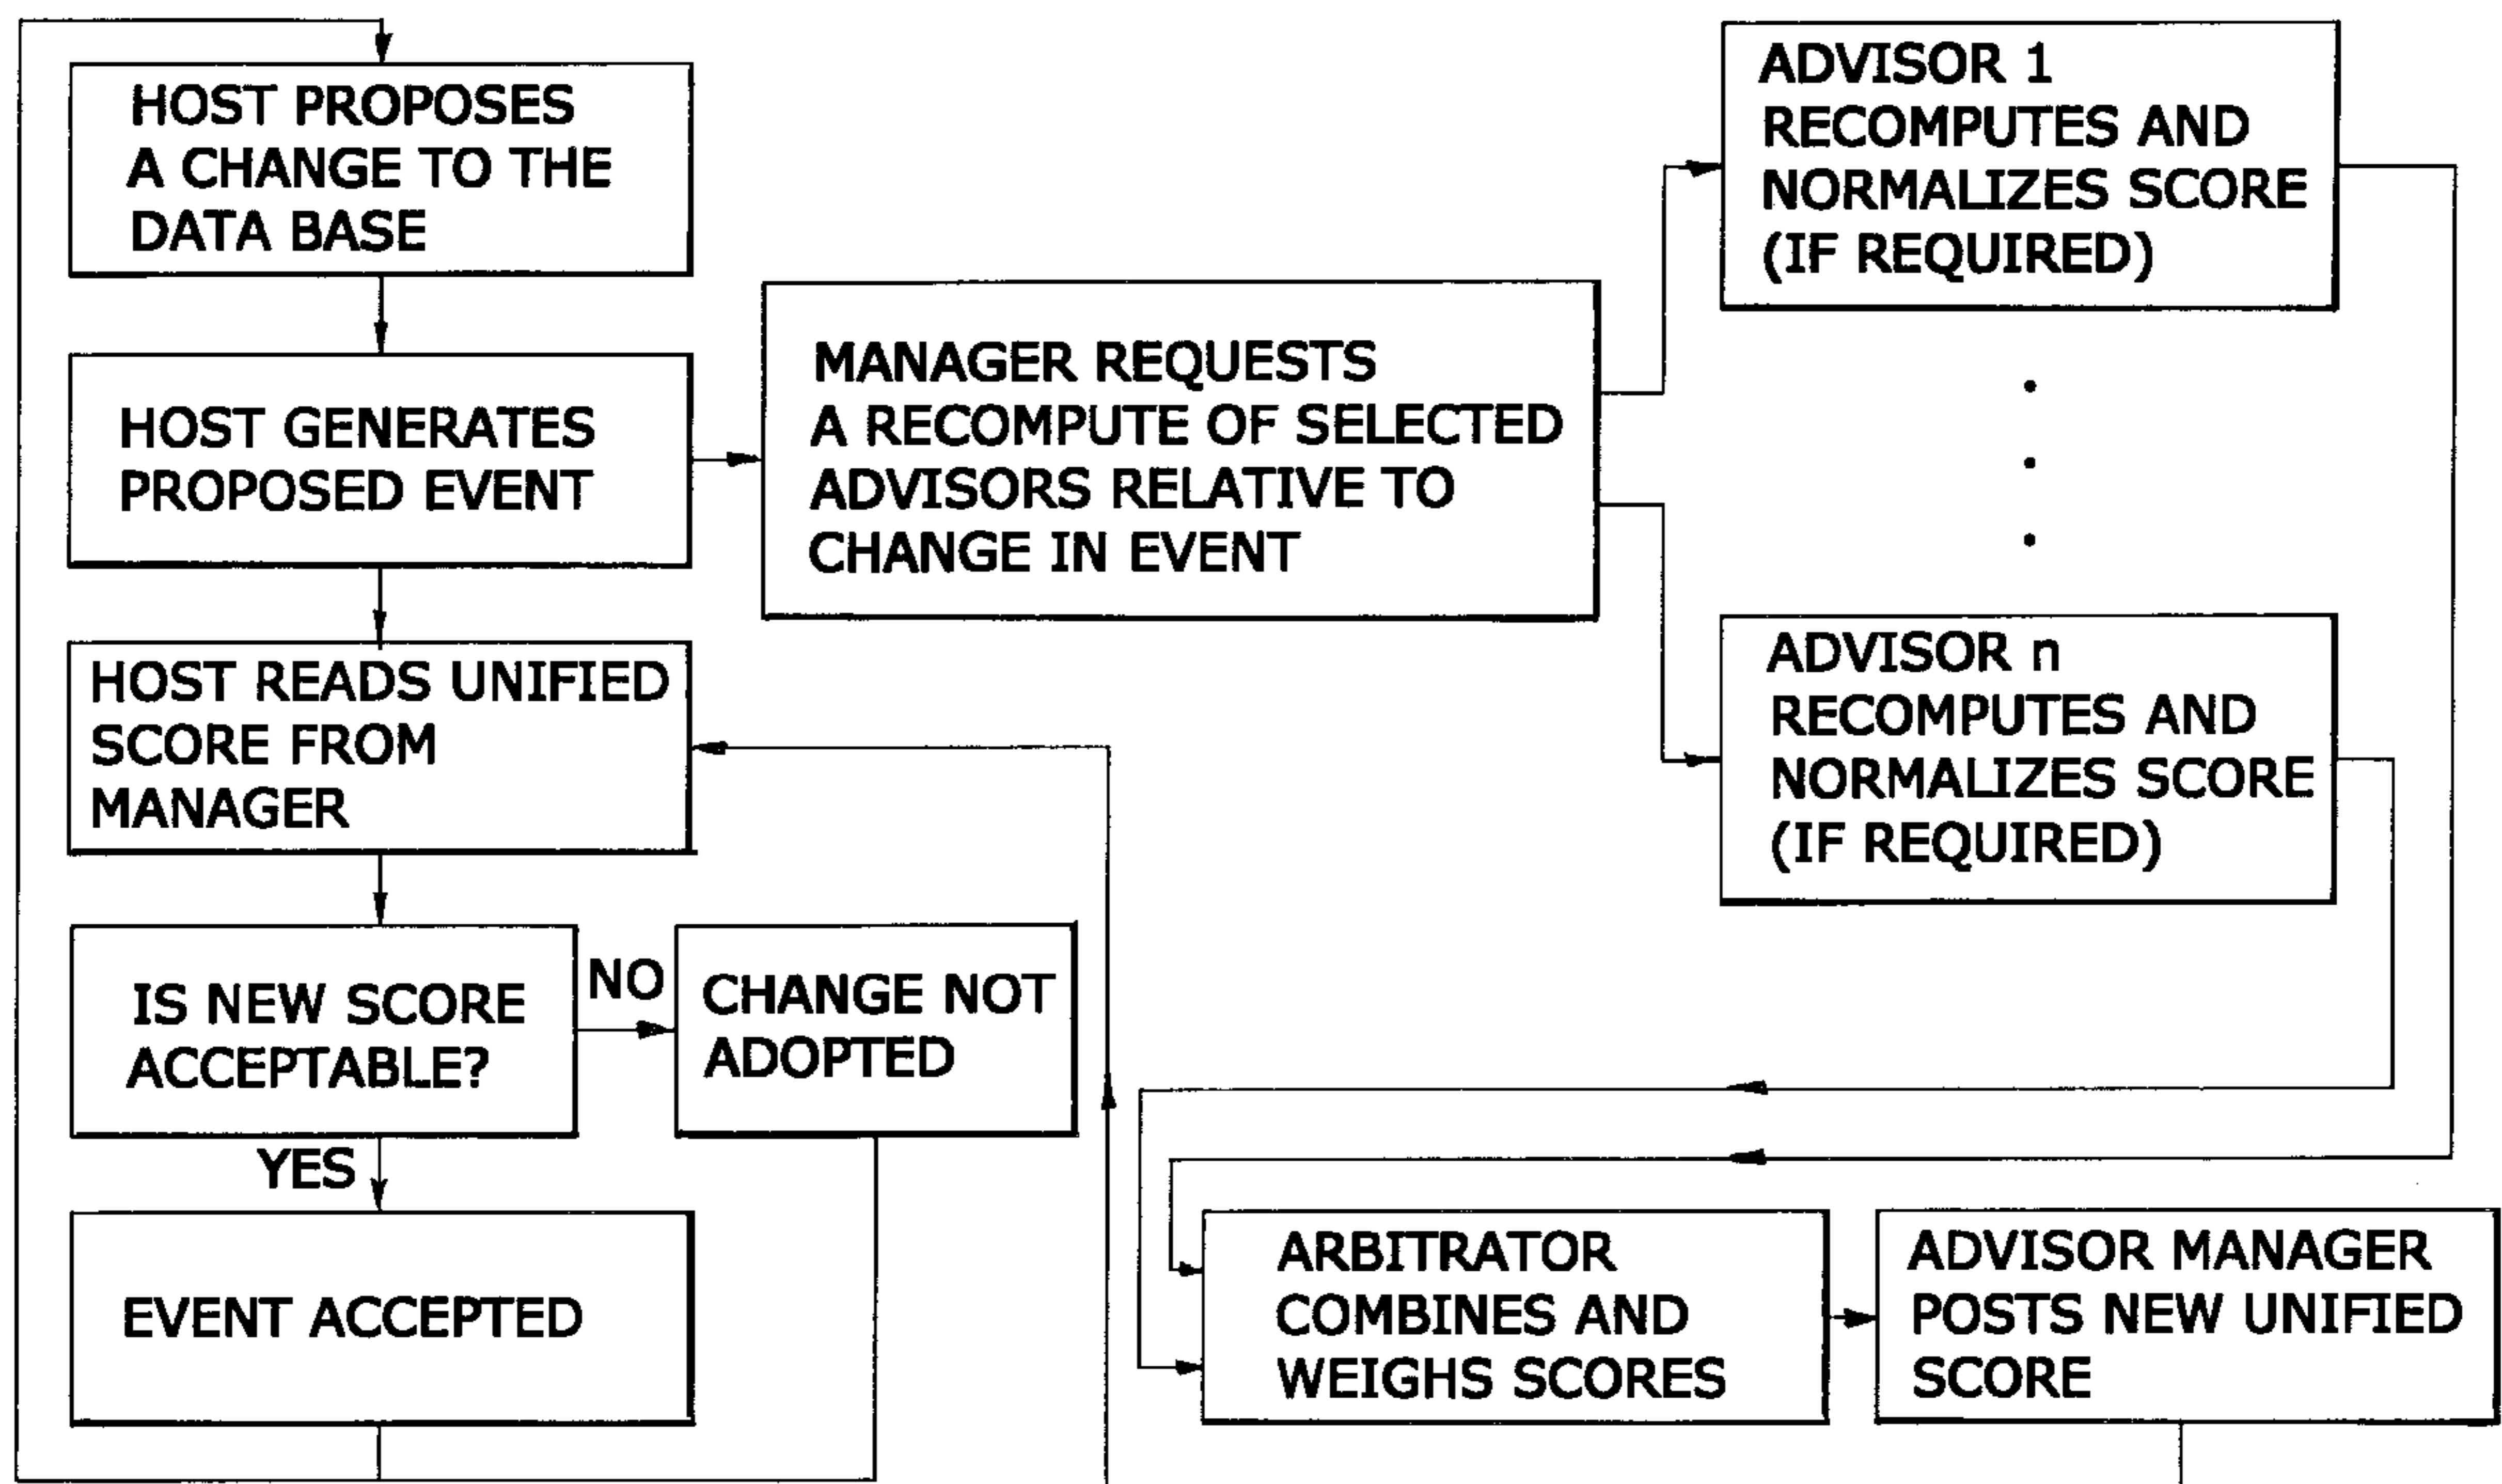 HOST PROPOSES
A CHANGE TO THE
DATA BASE
HOST GENERATES
PROPOSED EVENT
HOST READS UNIFIED
SCORE FROM
MANAGER
IS NEW SCORE
ACCEPTABLE?
NO
CHANGE NOT
ADOPTED
YES
EVENT ACCEPTED
MANAGER REQUESTS
A RECOMPUTE OF SELECTED
ADVISORS RELATIVE TO
CHANGE IN EVENT
ADVISOR 1
RECOMPUTES AND
NORMALIZES SCORE
(IF REQUIRED)
ADVISOR n
RECOMPUTES AND
NORMALIZES SCORE
(IF REQUIRED)
ARBITRATOR
COMBINES AND
WEIGHS SCORES
ADVISOR MANAGER
POSTS NEW UNIFIED
SCORE